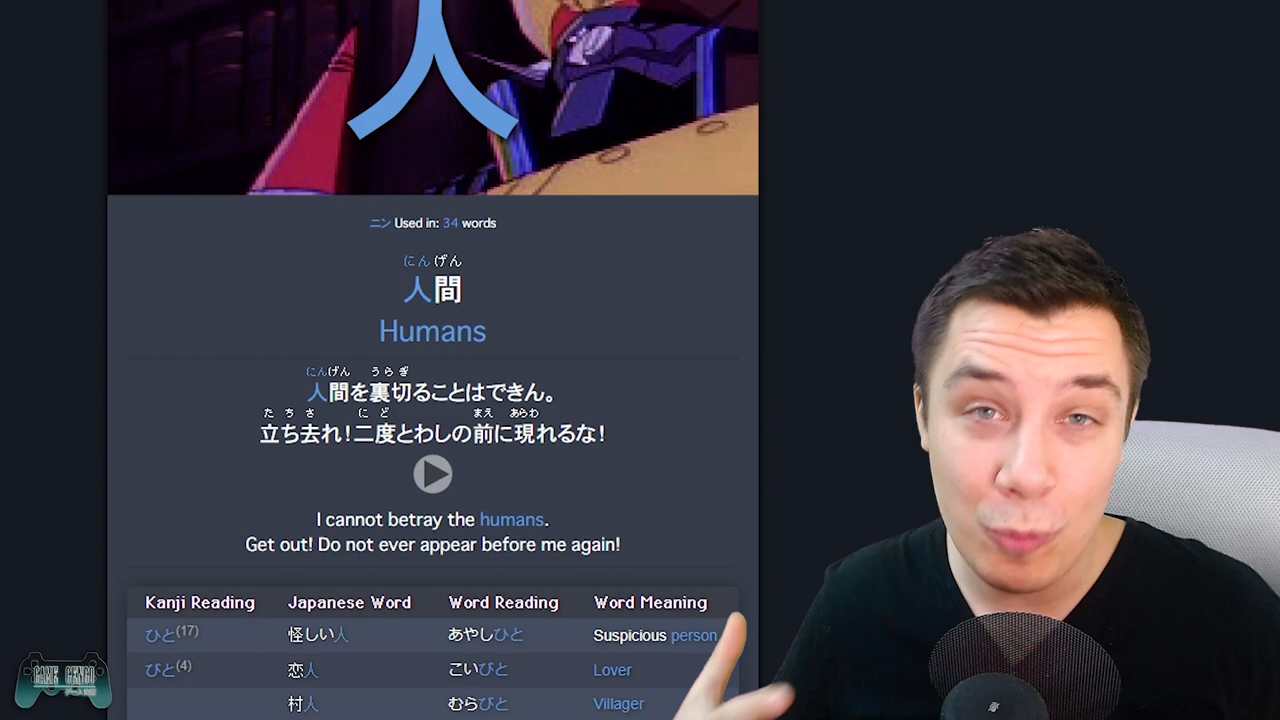 人
ニン Used in: 34 words
にんげん
人間
Humans
にんげん うらぎ
人間を裏切ることはできん。
たちさ にど まえ あらわ
立ち去れ！二度とわしの前に現れるな！
I cannot betray the humans.
Get out! Do not ever appear before me again!
Kanji Reading Japanese Word Word Reading Word Meaning
ひと(17) 怪しい人 あやしひと Suspicious person
びと(4) 恋人 こいびと Lover
村人 むらびと Villager
GAME GENGO